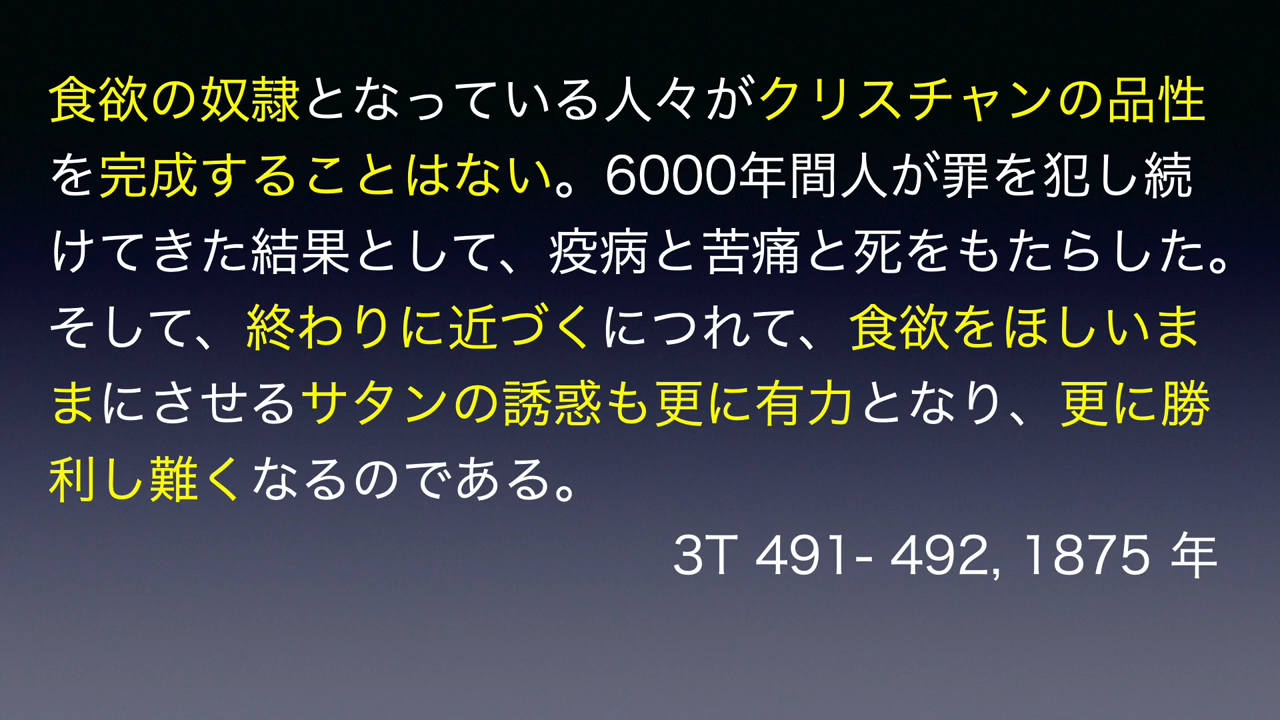 食欲の奴隷となっている人々がクリスチャンの品性
を完成することはない。6000年間人が罪を犯し続
けてきた結果として、疫病と苦痛と死をもたらした。
そして、終わりに近づくにつれて、食欲をほしいま
まにさせるサタンの誘惑も更に有力となり、更に勝
利し難くなるのである。
3T 491- 492, 1875 年